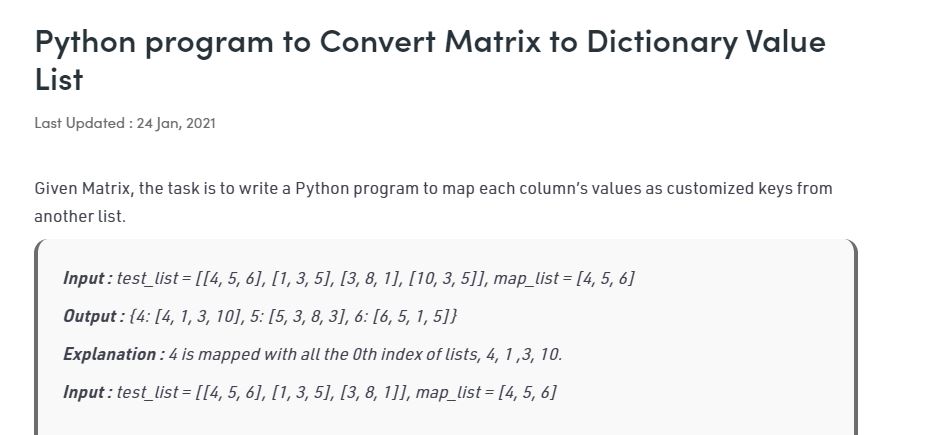 Python program to Convert Matrix to Dictionary Value
List
Last Updated : 24 Jan, 2021
Given Matrix, the task is to write a Python program to map each column’s values as customized keys from
another list.
Input : test_list = [[4, 5, 6], [1, 3, 5], [3, 8, 1], [10, 3, 5]], map_list = [4, 5, 6]
Output : {4: [4, 1, 3, 10], 5: [5, 3, 8, 3], 6: [6, 5, 1, 5]}
Explanation : 4 is mapped with all the 0th index of lists, 4, 1 ,3, 10.
Input : test_list = [[4, 5, 6], [1, 3, 5], [3, 8, 1]], map_list = [4, 5, 6]